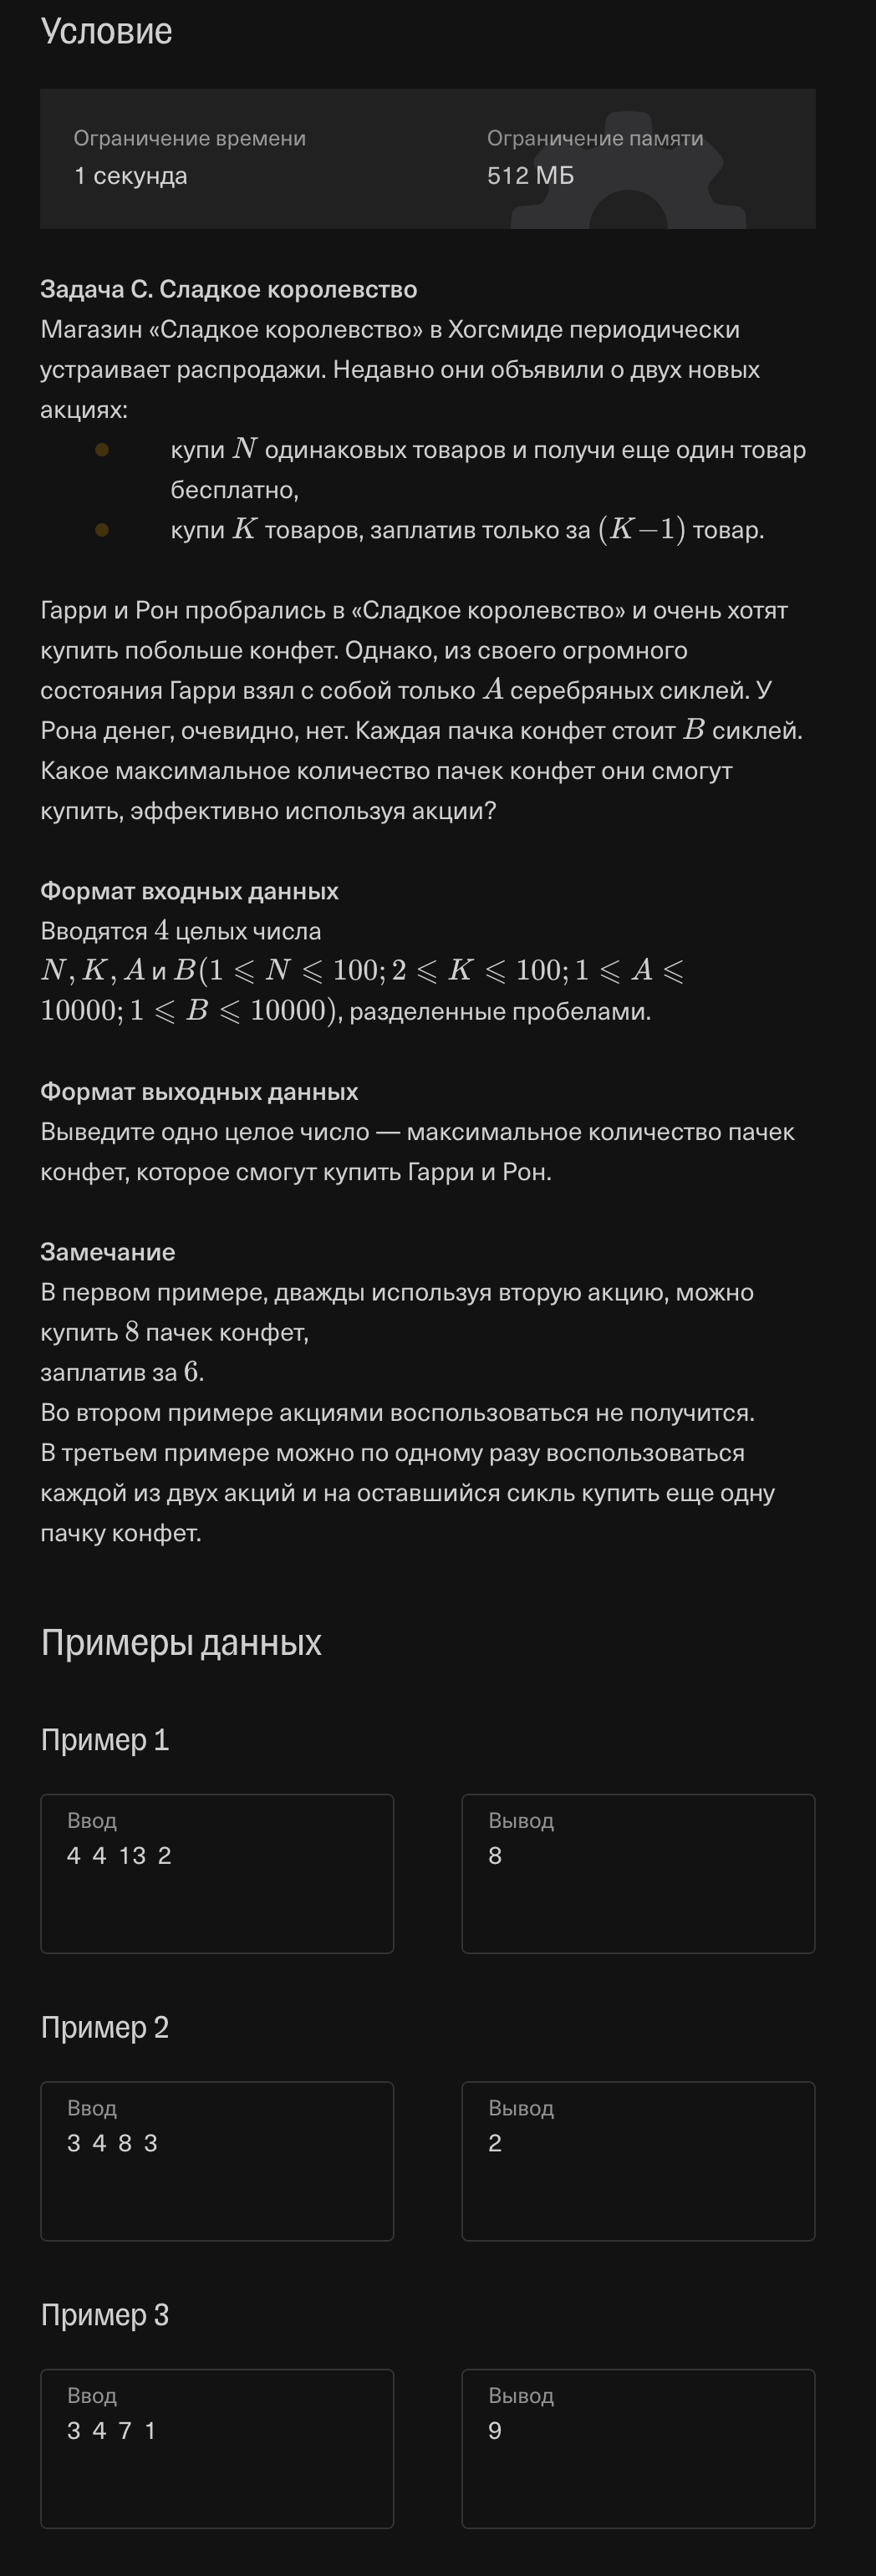 Условие
Ограничение времени
Ограничение памяти
1 секунда
512 МБ
Задача C. Сладкое королевство
Магазин «Сладкое королевство» в Хогсмиде периодически
устраивает распродажи. Недавно они объявили о двух новых
акциях:
купи N одинаковых товаров и получи еще один товар
бесплатно,
купи K товаров, заплатив только за (K−1) товар.
Гарри и Рон пробрались в «Сладкое королевство» и очень хотят
купить побольше конфет. Однако, из своего огромного
состояния Гарри взял с собой только A серебряных сиклей. У
Рона денег, очевидно, нет. Каждая пачка конфет стоит B сиклей.
Какое максимальное количество пачек конфет они смогут
купить, эффективно используя акции?
Формат входных данных
Вводятся 4 целых числа
N, K, A и B(1 ⩽ N ⩽ 100; 2 ⩽ K ⩽ 100; 1 ⩽ A ⩽
10000; 1 ⩽ B ⩽ 10000), разделенные пробелами.
Формат выходных данных
Выведите одно целое число — максимальное количество пачек
конфет, которое смогут купить Гарри и Рон.
Замечание
В первом примере, дважды используя вторую акцию, можно
купить 8 пачек конфет,
заплатив за 6.
Во втором примере акциями воспользоваться не получится.
В третьем примере можно по одному разу воспользоваться
каждой из двух акций и на оставшийся сикль купить еще одну
пачку конфет.
Примеры данных
Пример 1
Ввод
4 4 13 2
Вывод
8
Пример 2
Ввод
3 4 8 3
Вывод
2
Пример 3
Ввод
3 4 7 1
Вывод
9